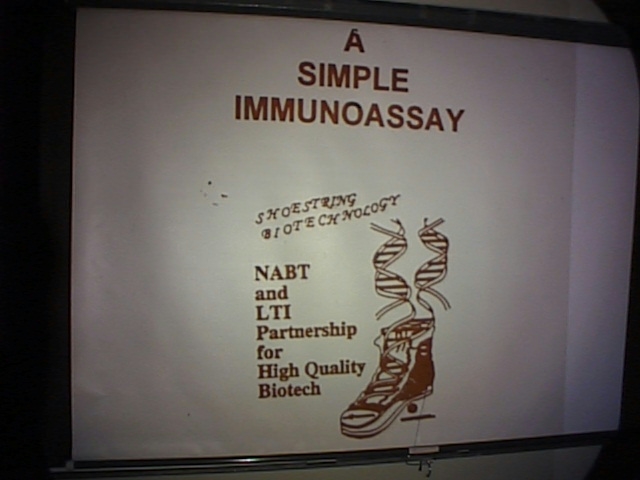 A
SIMPLE
IMMUNOASSAY
SHOESTRING
BIOTECHNOLOGY
NABT
and
LTI
Partnership
for
High Quality
Biotech